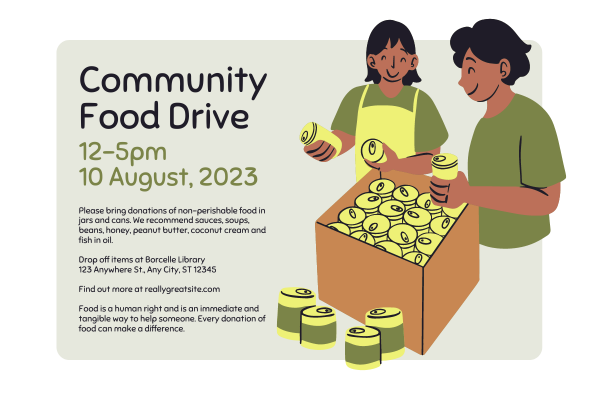 Community
Food Drive
12–5pm
10 August, 2023
Please bring donations of non-perishable food in
jars and cans. We recommend sauces, soups,
beans, honey, peanut butter, coconut cream and
fish in oil.
Drop off items at Borcelle Library
123 Anywhere St., Any City, ST 12345
Find out more at reallygreatsite.com
Food is a human right and is an immediate and
tangible way to help someone. Every donation of
food can make a difference.